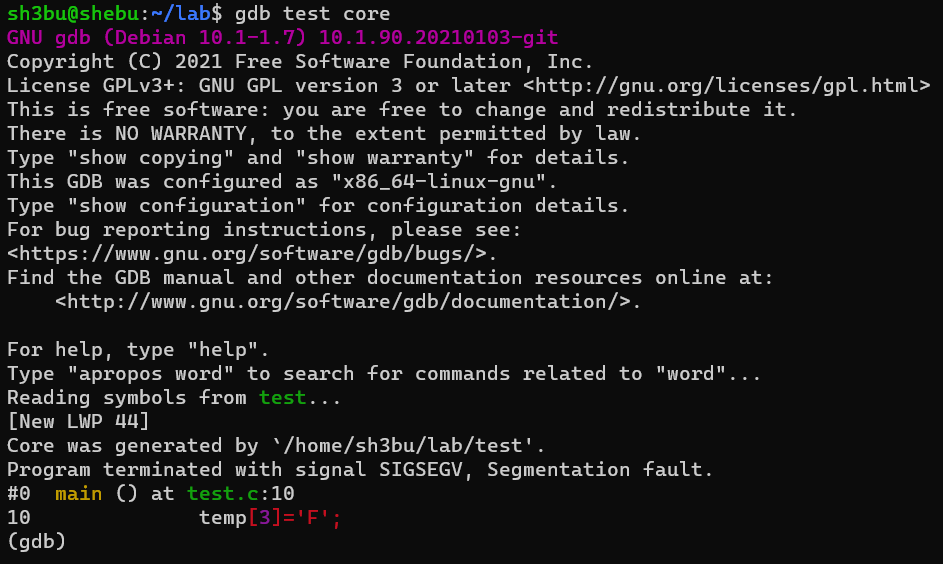 sh3bu@shebu:~/lab$ gdb test core
GNU gdb (Debian 10.1-1.7) 10.1.90.20210103-git
Copyright (C) 2021 Free Software Foundation, Inc.
License GPLv3+: GNU GPL version 3 or later <http://gnu.org/licenses/gpl.html>
This is free software: you are free to change and redistribute it.
There is NO WARRANTY, to the extent permitted by law.
Type "show copying" and "show warranty" for details.
This GDB was configured as "x86_64-linux-gnu".
Type "show configuration" for configuration details.
For bug reporting instructions, please see:
<https://www.gnu.org/software/gdb/bugs/>.
Find the GDB manual and other documentation resources online at:
    <http://www.gnu.org/software/gdb/documentation/>.

For help, type "help".
Type "apropos word" to search for commands related to "word"...
Reading symbols from test...
[New LWP 44]
Core was generated by `/home/sh3bu/lab/test'.
Program terminated with signal SIGSEGV, Segmentation fault.
#0  main () at test.c:10
10              temp[3]='F';
(gdb)